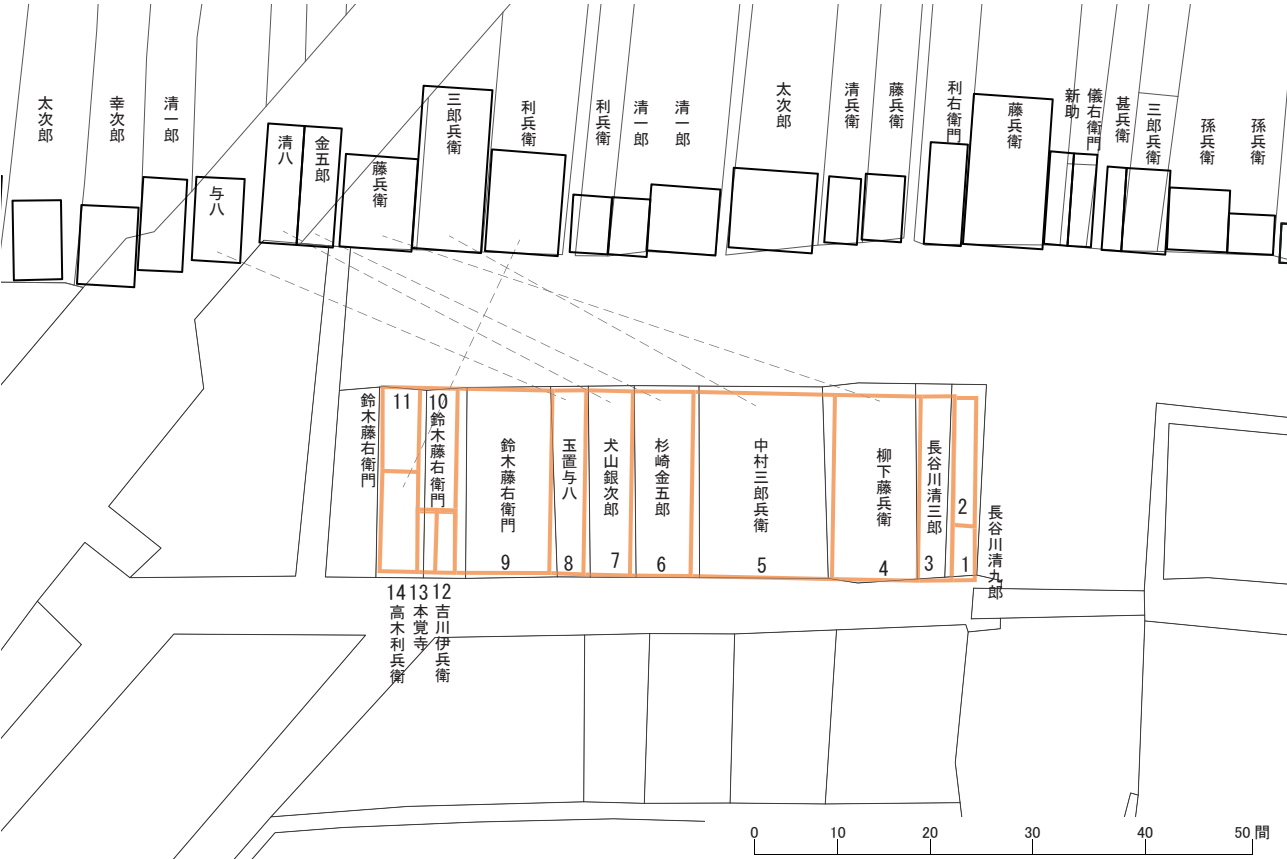 太次郎
幸次郎
清一郎
与八
清八
金五郎
藤兵衛
三郎兵衛
利兵衛
利兵衛
清一郎
清一郎
太次郎
清兵衛
藤兵衛
利右衛門
藤兵衛
新助
儀右衛門
甚兵衛
三郎兵衛
孫兵衛
孫兵衛
鈴木藤右衛門
11
10
鈴木藤右衛門
鈴木藤右衛門
9
玉置与八
8
犬山銀次郎
7
杉崎金五郎
6
中村三郎兵衛
5
柳下藤兵衛
4
長谷川清三郎
3
2
1
長谷川清九郎
14
高木利兵衛
13
本覚寺
12
吉川伊兵衛
0 10 20 30 40 50 間